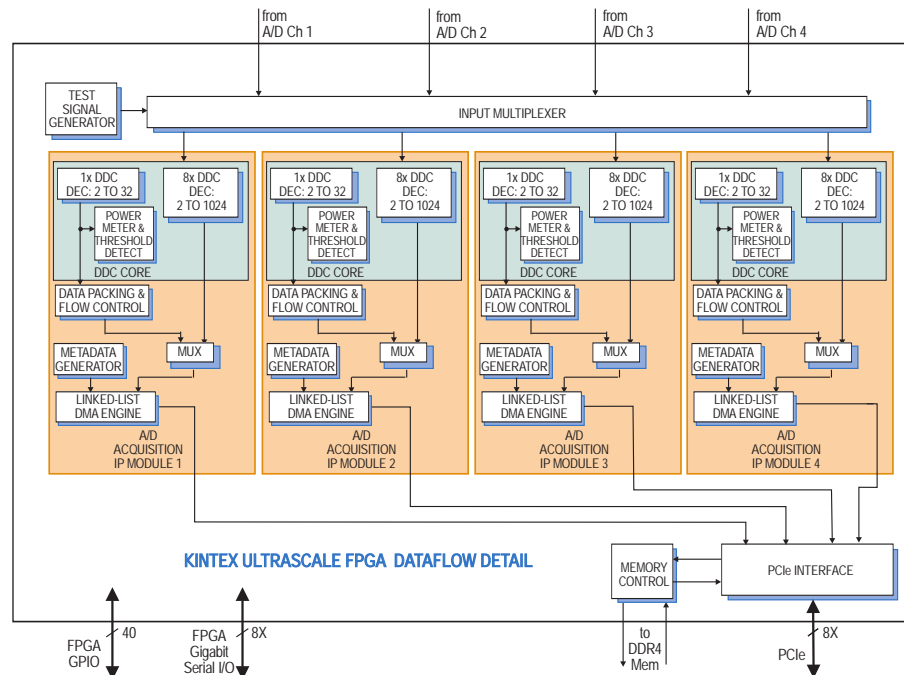 from
A/D Ch 1
from
A/D Ch 2
from
A/D Ch 3
from
A/D Ch 4
TEST
SIGNAL
GENERATOR
INPUT MULTIPLEXER
1x DDC
DEC: 2 TO 32
8x DDC
DEC:
2 TO 1024
POWER
METER &
THRESHOLD
DETECT
DDC CORE
DATA PACKING &
FLOW CONTROL
METADATA
GENERATOR
MUX
LINKED-LIST
DMA ENGINE
A/D
ACQUISITION
IP MODULE 1
1x DDC
DEC: 2 TO 32
8x DDC
DEC:
2 TO 1024
POWER
METER &
THRESHOLD
DETECT
DDC CORE
DATA PACKING &
FLOW CONTROL
METADATA
GENERATOR
MUX
LINKED-LIST
DMA ENGINE
A/D
ACQUISITION
IP MODULE 2
1x DDC
DEC: 2 TO 32
8x DDC
DEC:
2 TO 1024
POWER
METER &
THRESHOLD
DETECT
DDC CORE
DATA PACKING &
FLOW CONTROL
METADATA
GENERATOR
MUX
LINKED-LIST
DMA ENGINE
A/D
ACQUISITION
IP MODULE 3
1x DDC
DEC: 2 TO 32
8x DDC
DEC:
2 TO 1024
POWER
METER &
THRESHOLD
DETECT
DDC CORE
DATA PACKING &
FLOW CONTROL
METADATA
GENERATOR
MUX
LINKED-LIST
DMA ENGINE
A/D
ACQUISITION
IP MODULE 4
KINTEX ULTRASCALE FPGA DATAFLOW DETAIL
MEMORY
CONTROL
PCIe INTERFACE
40
FPGA
GPIO
8X
FPGA
Gigabit
Serial I/O
to
DDR4
Mem
8X
PCIe